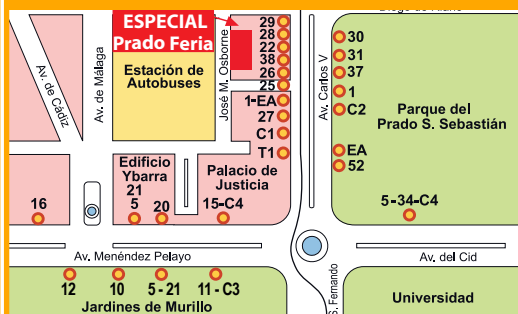 ESPECIAL
Prado Feria
Av. de Cádiz
Av. de Málaga
Estación de
Autobuses
José M. Osborne
29
28
22
38
26
25
1-EA
27
C1
T1
Av. Carlos V
30
31
37
1
C2
EA
52
Parque del
Prado S. Sebastián
Edificio
Ybarra
21
5
20
Palacio de
Justicia
15-C4
16
5-34-C4
Av. Menéndez Pelayo
Av. del Cid
12
10
5 - 21
11 - C3
Jardines de Murillo
S. Fernando
Universidad